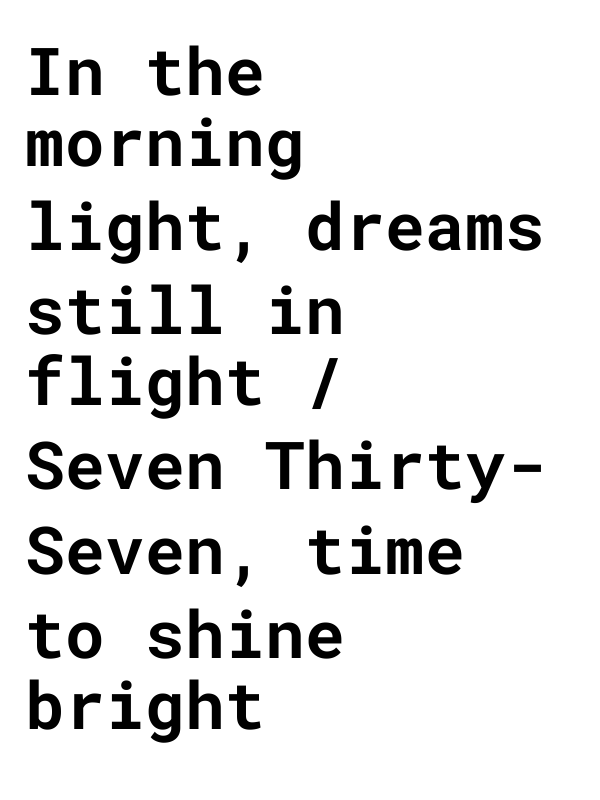 In the
morning
light, dreams
still in
flight /
Seven Thirty-
Seven, time
to shine
bright